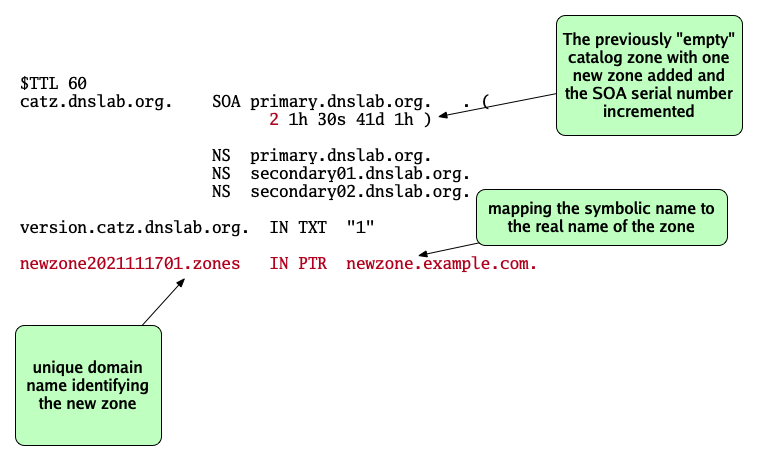 The previously "empty"
catalog zone with one
new zone added and
the SOA serial number
incremented
$TTL 60
catz.dnslab.org.    SOA primary.dnslab.org.   . (
2 1h 30s 41d 1h )
NS  primary.dnslab.org.
NS  secondary01.dnslab.org.
NS  secondary02.dnslab.org.
mapping the symbolic name to
the real name of the zone
version.catz.dnslab.org.  IN TXT  "1"
newzone2021111701.zones   IN PTR  newzone.example.com.
unique domain
name identifying
the new zone